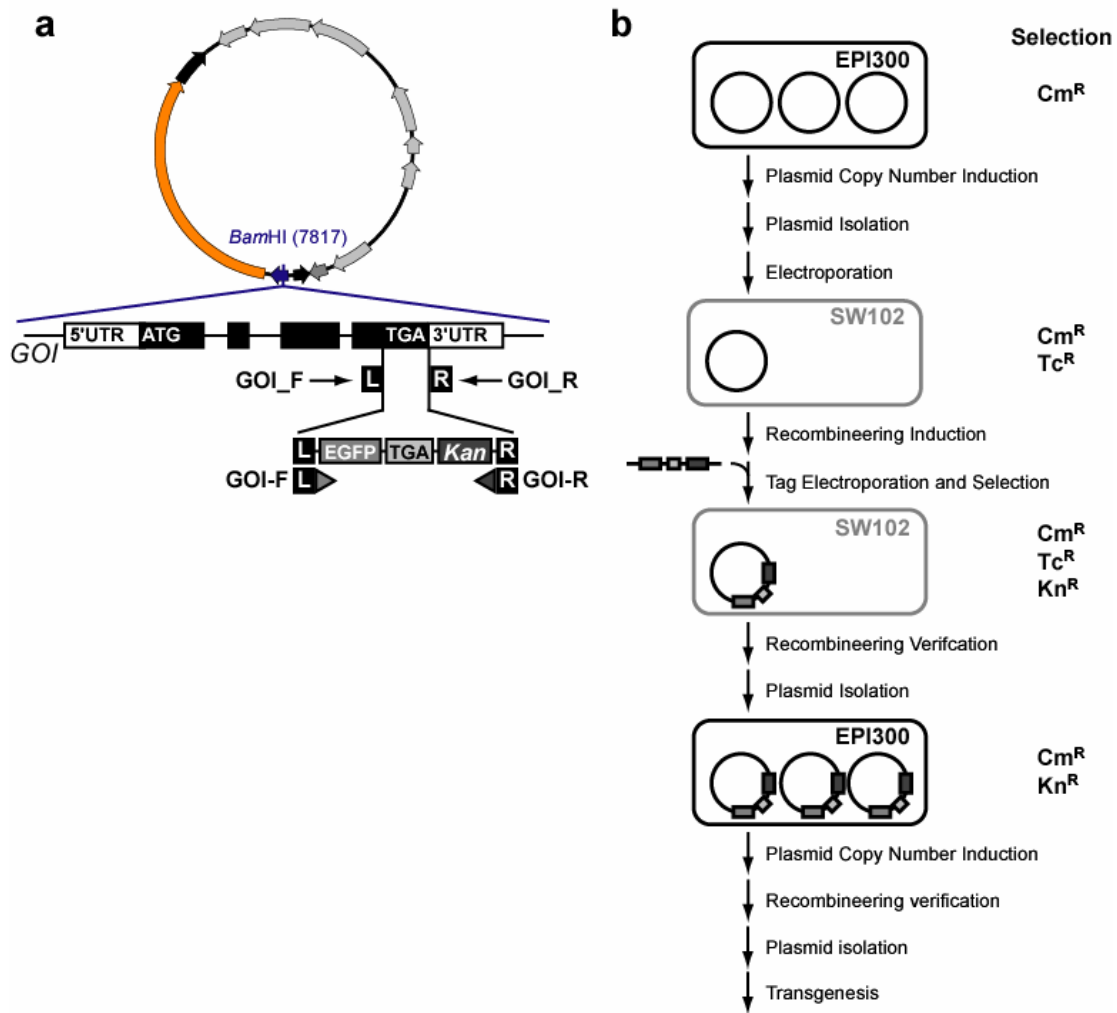 a
BamHI (7817)
5'UTR ATG TGA 3'UTR
GOI
GOI_F L R GOI_R
L EGFP TGA Kan R
GOI-F L R GOI-R
b
Selection
EPI300
CmR
Plasmid Copy Number Induction
Plasmid Isolation
Electroporation
SW102
CmR
TcR
Recombineering Induction
Tag Electroporation and Selection
SW102
CmR
TcR
KnR
Recombineering Verifcation
Plasmid Isolation
EPI300
CmR
KnR
Plasmid Copy Number Induction
Recombineering verification
Plasmid isolation
Transgenesis